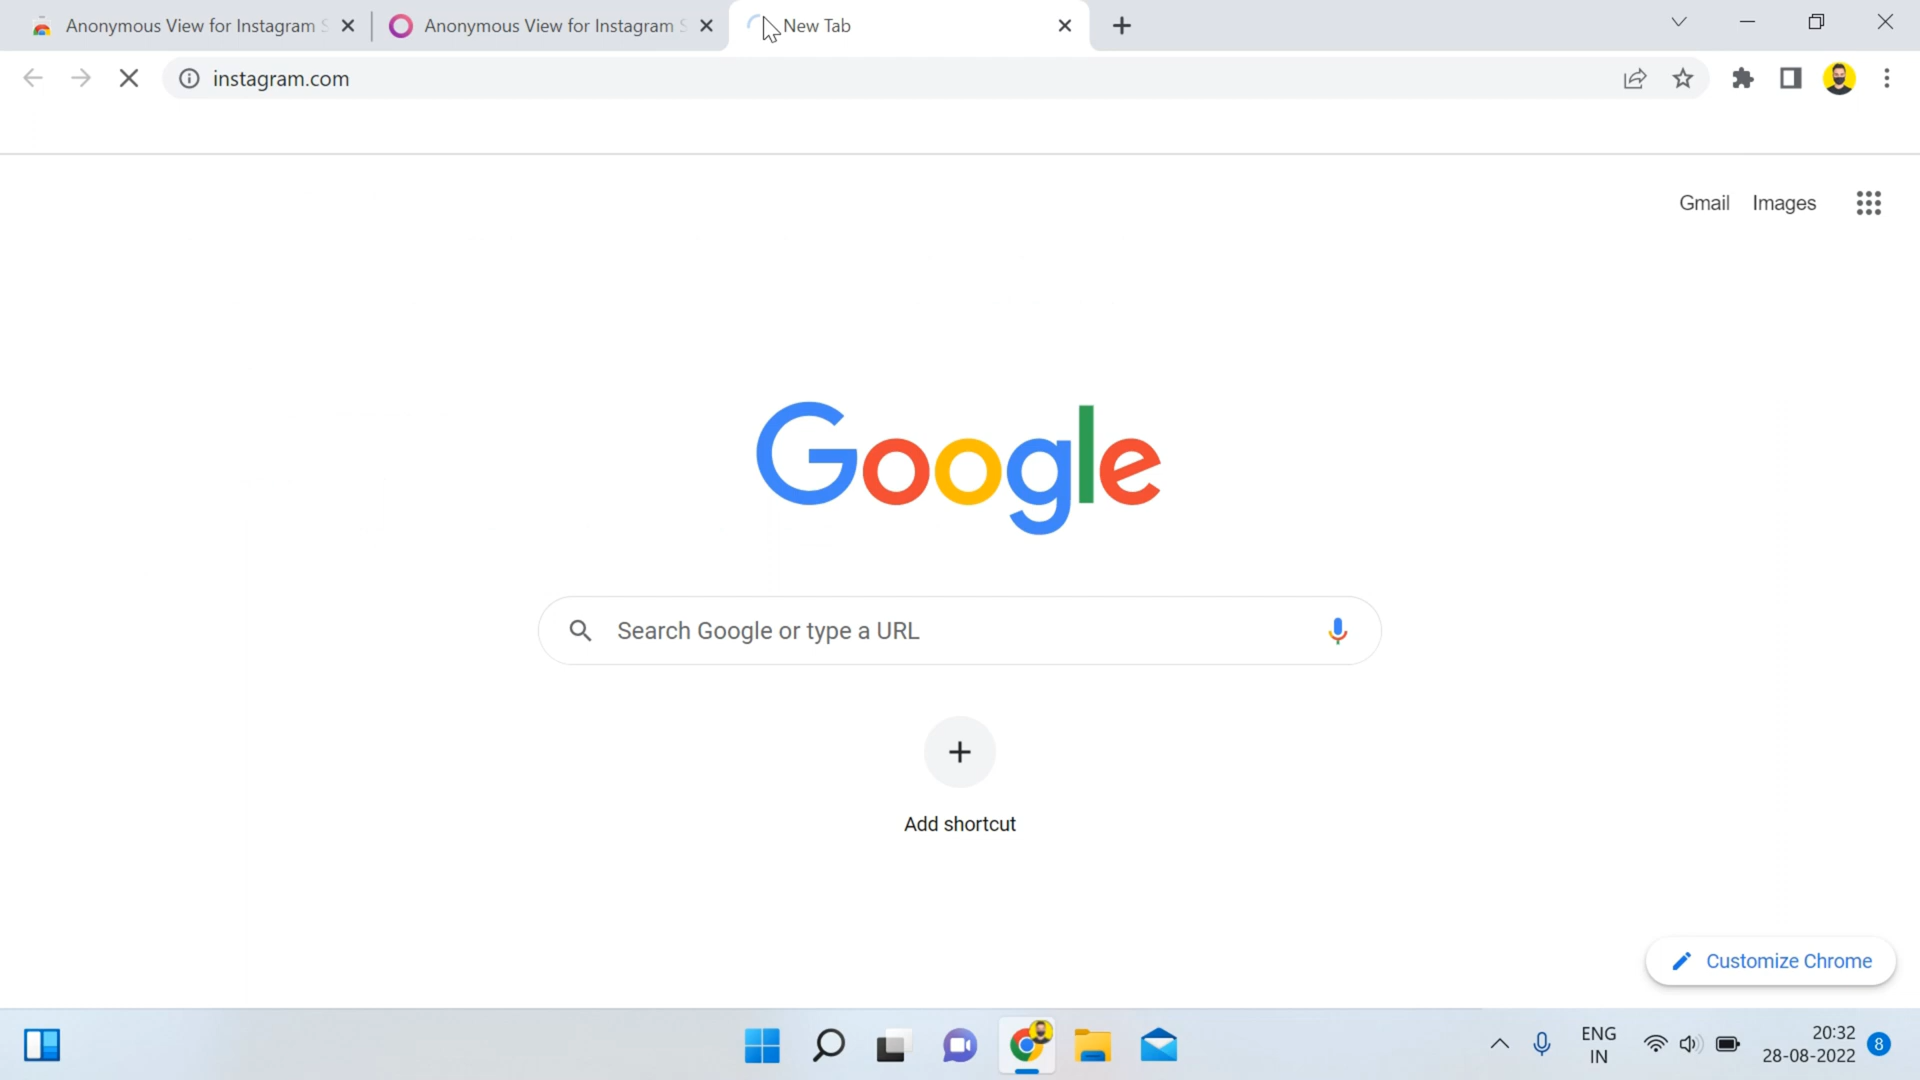 Anonymous View for Instagram S
Anonymous View for Instagram S
New Tab
instagram.com
Gmail Images
Google
Search Google or type a URL
Add shortcut
Customize Chrome
ENG
IN
20:32
28-08-2022
8